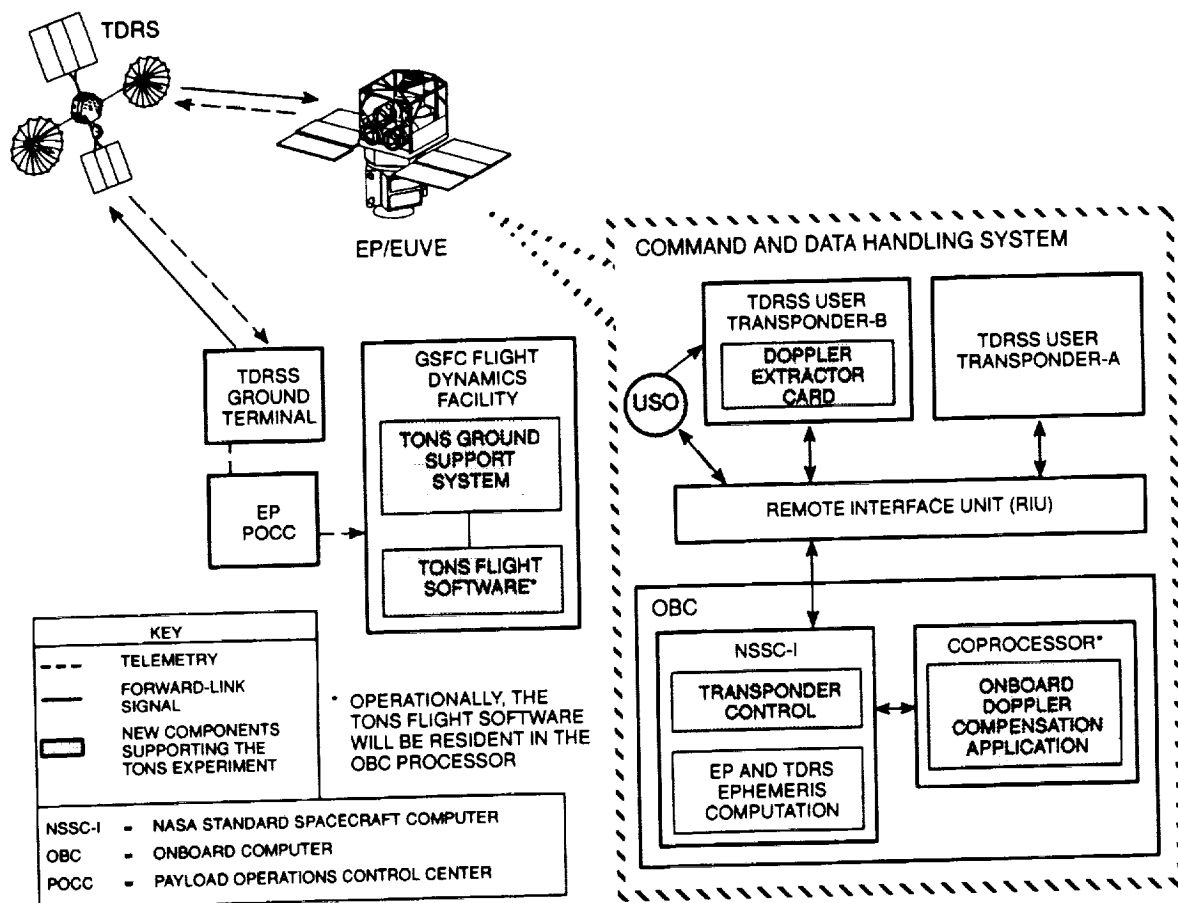 TDRS
EP/EUVE
TDRSS
GROUND
TERMINAL
EP
POCC
GSFC FLIGHT
DYNAMICS
FACILITY
TONS GROUND
SUPPORT
SYSTEM
TONS FLIGHT
SOFTWARE*
COMMAND AND DATA HANDLING SYSTEM
TDRSS USER
TRANSPONDER-B
DOPPLER
EXTRACTOR
CARD
TDRSS USER
TRANSPONDER-A
USO
REMOTE INTERFACE UNIT (RIU)
OBC
NSSC-I
TRANSPONDER
CONTROL
EP AND TDRS
EPHEMERIS
COMPUTATION
COPROCESSOR*
ONBOARD
DOPPLER
COMPENSATION
APPLICATION
KEY
TELEMETRY
FORWARD-LINK
SIGNAL
NEW COMPONENTS
SUPPORTING THE
TONS EXPERIMENT
* OPERATIONALLY, THE
TONS FLIGHT SOFTWARE
WILL BE RESIDENT IN THE
OBC PROCESSOR
NSSC-I = NASA STANDARD SPACECRAFT COMPUTER
OBC = ONBOARD COMPUTER
POCC = PAYLOAD OPERATIONS CONTROL CENTER